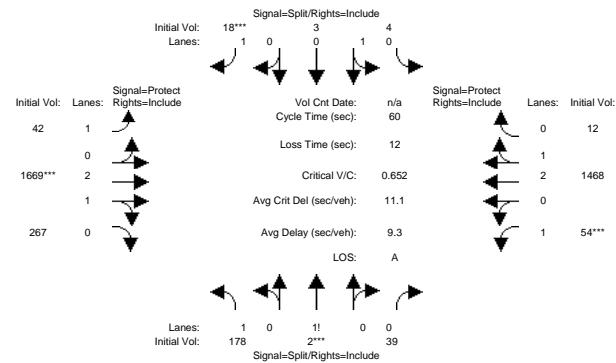 Signal=Split/Rights=Include
Initial Vol: 18*** 3 4
Lanes: 1 0 0 1 0
Signal=Protect Signal=Protect
Initial Vol: Lanes: Rights=Include Vol Cnt Date: n/a Rights=Include Lanes: Initial Vol:
Cycle Time (sec): 60
42 1 0 12
Loss Time (sec): 12
0 1
1669*** 2 Critical V/C: 0.652 2 1468
1 Avg Crit Del (sec/veh): 11.1 0
267 0 Avg Delay (sec/veh): 9.3 1 54***
LOS: A
Lanes: 1 0 1! 0 0
Initial Vol: 178 2*** 39
Signal=Split/Rights=Include